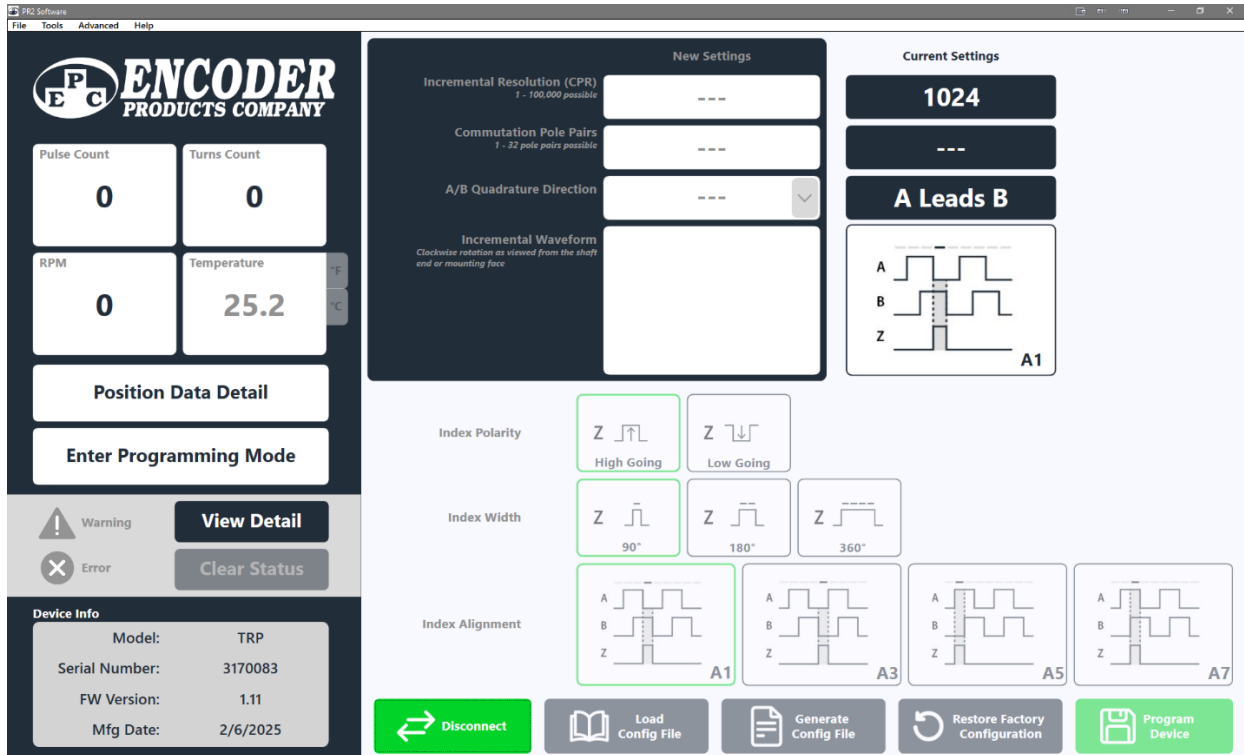 PR2 Software
File Tools Advanced Help
EPC ENCODER
PRODUCTS COMPANY
Pulse Count
0
Turns Count
0
RPM
0
Temperature
25.2
°F
°C
Position Data Detail
Enter Programming Mode
Warning
View Detail
Error
Clear Status
Device Info
Model: TRP
Serial Number: 3170083
FW Version: 1.11
Mfg Date: 2/6/2025
New Settings
Current Settings
Incremental Resolution (CPR)
1 - 100,000 possible
---
1024
Commutation Pole Pairs
1 - 32 pole pairs possible
---
---
A/B Quadrature Direction
---
A Leads B
Incremental Waveform
Clockwise rotation as viewed from the shaft
end or mounting face
A
B
Z
A1
Index Polarity
Z
High Going
Z
Low Going
Index Width
Z
90°
Z
180°
Z
360°
Index Alignment
A
B
Z
A1
A
B
Z
A3
A
B
Z
A5
A
B
Z
A7
Disconnect
Load
Config File
Generate
Config File
Restore Factory
Configuration
Program
Device